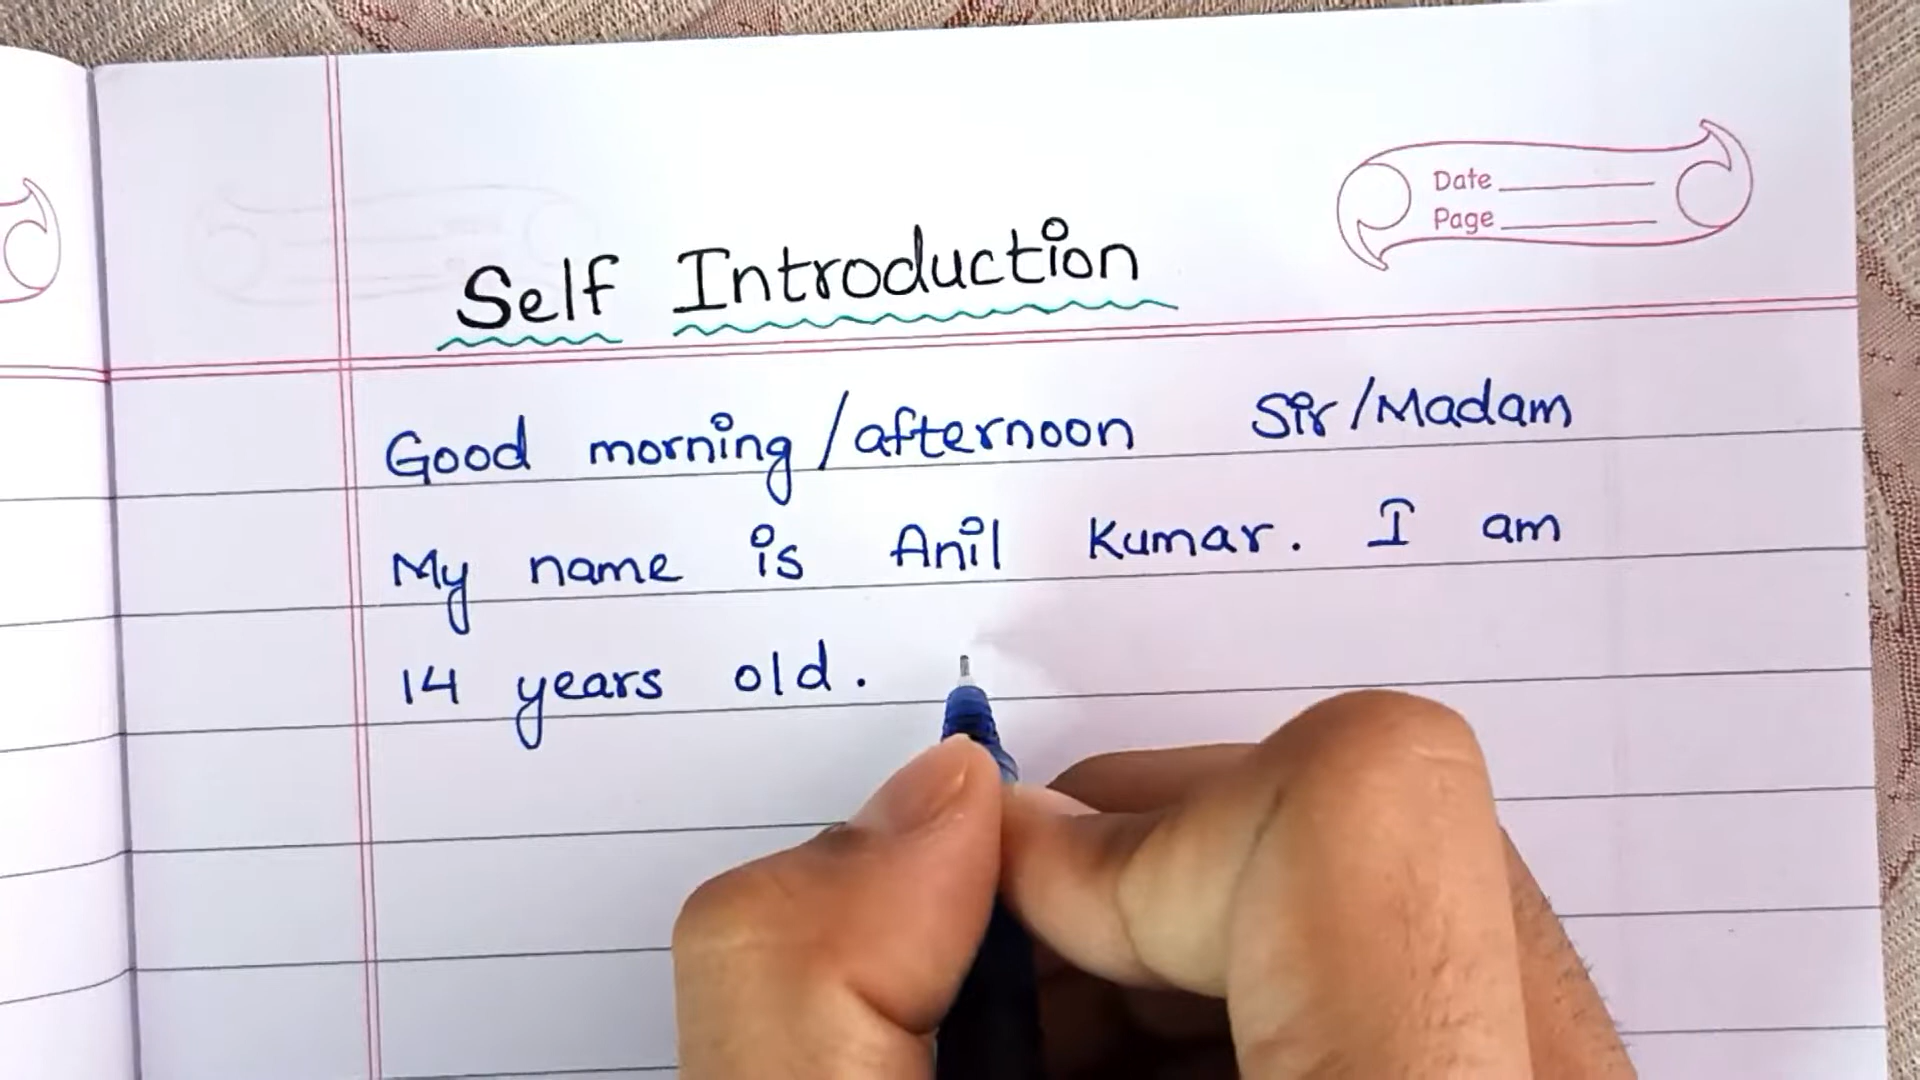 Date
Page
Self Introduction
Good morning/afternoon Sir/Madam
My name is Anil Kumar. I am
14 years old.